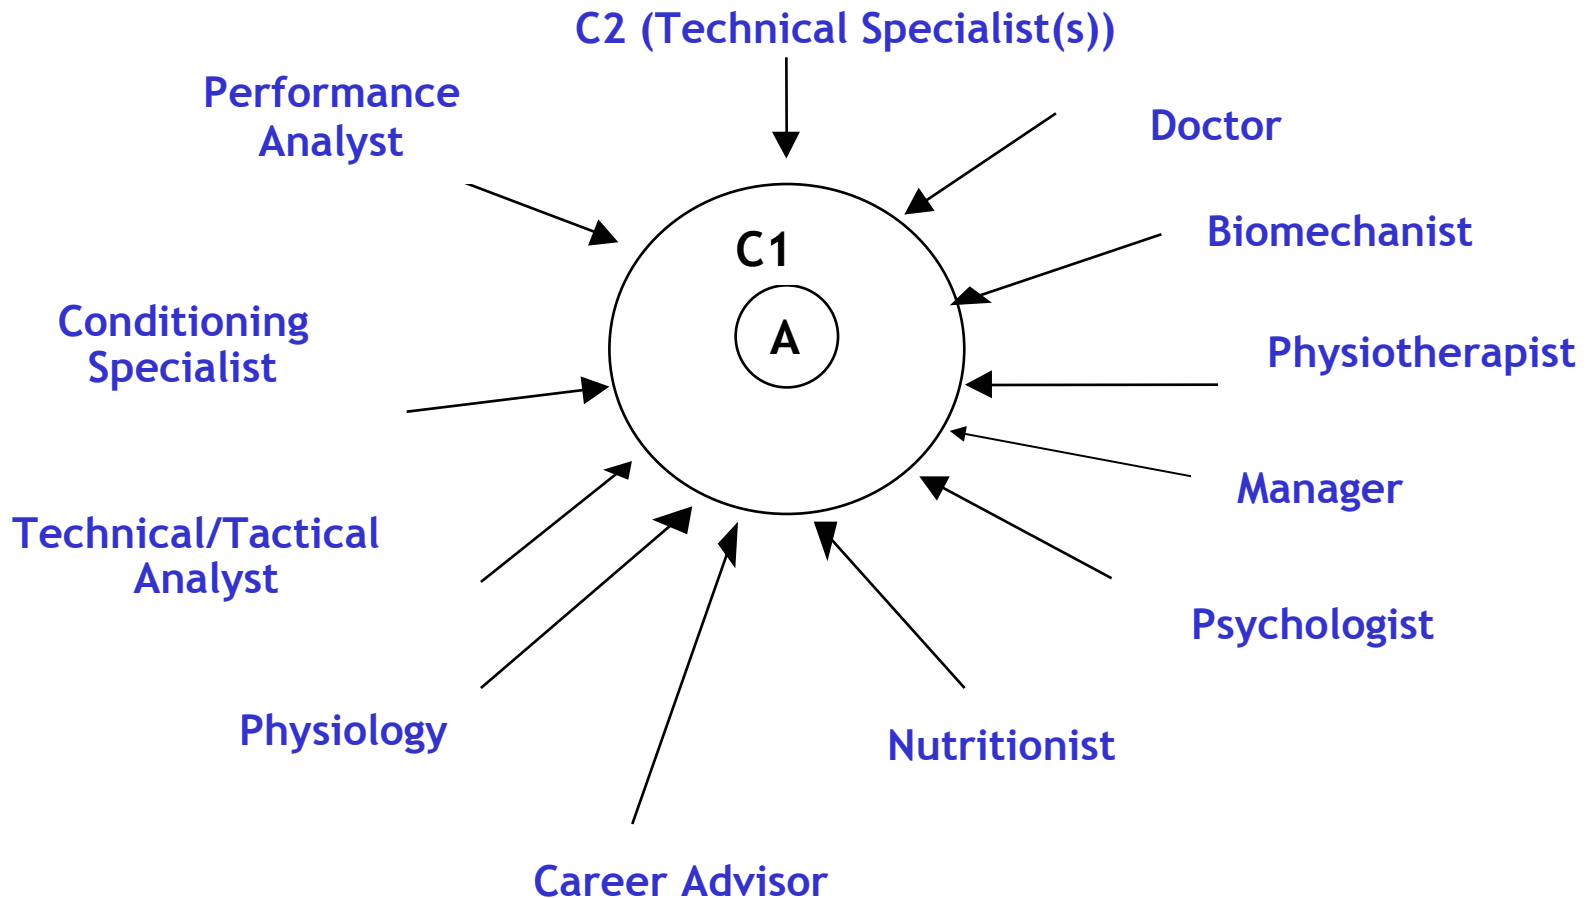 C2 (Technical Specialist(s))
Performance
Analyst
Doctor
Biomechanist
C1
A
Conditioning
Specialist
Physiotherapist
Manager
Technical/Tactical
Analyst
Psychologist
Physiology
Nutritionist
Career Advisor